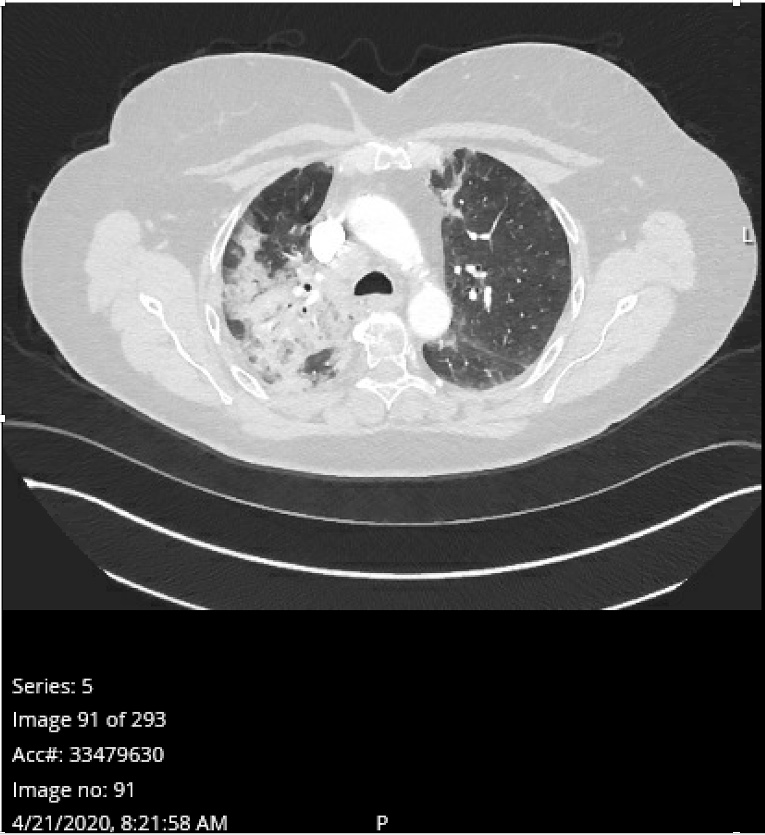 L
Series: 5
Image 91 of 293
Acc#: 33479630
Image no: 91
4/21/2020, 8:21:58 AM
P